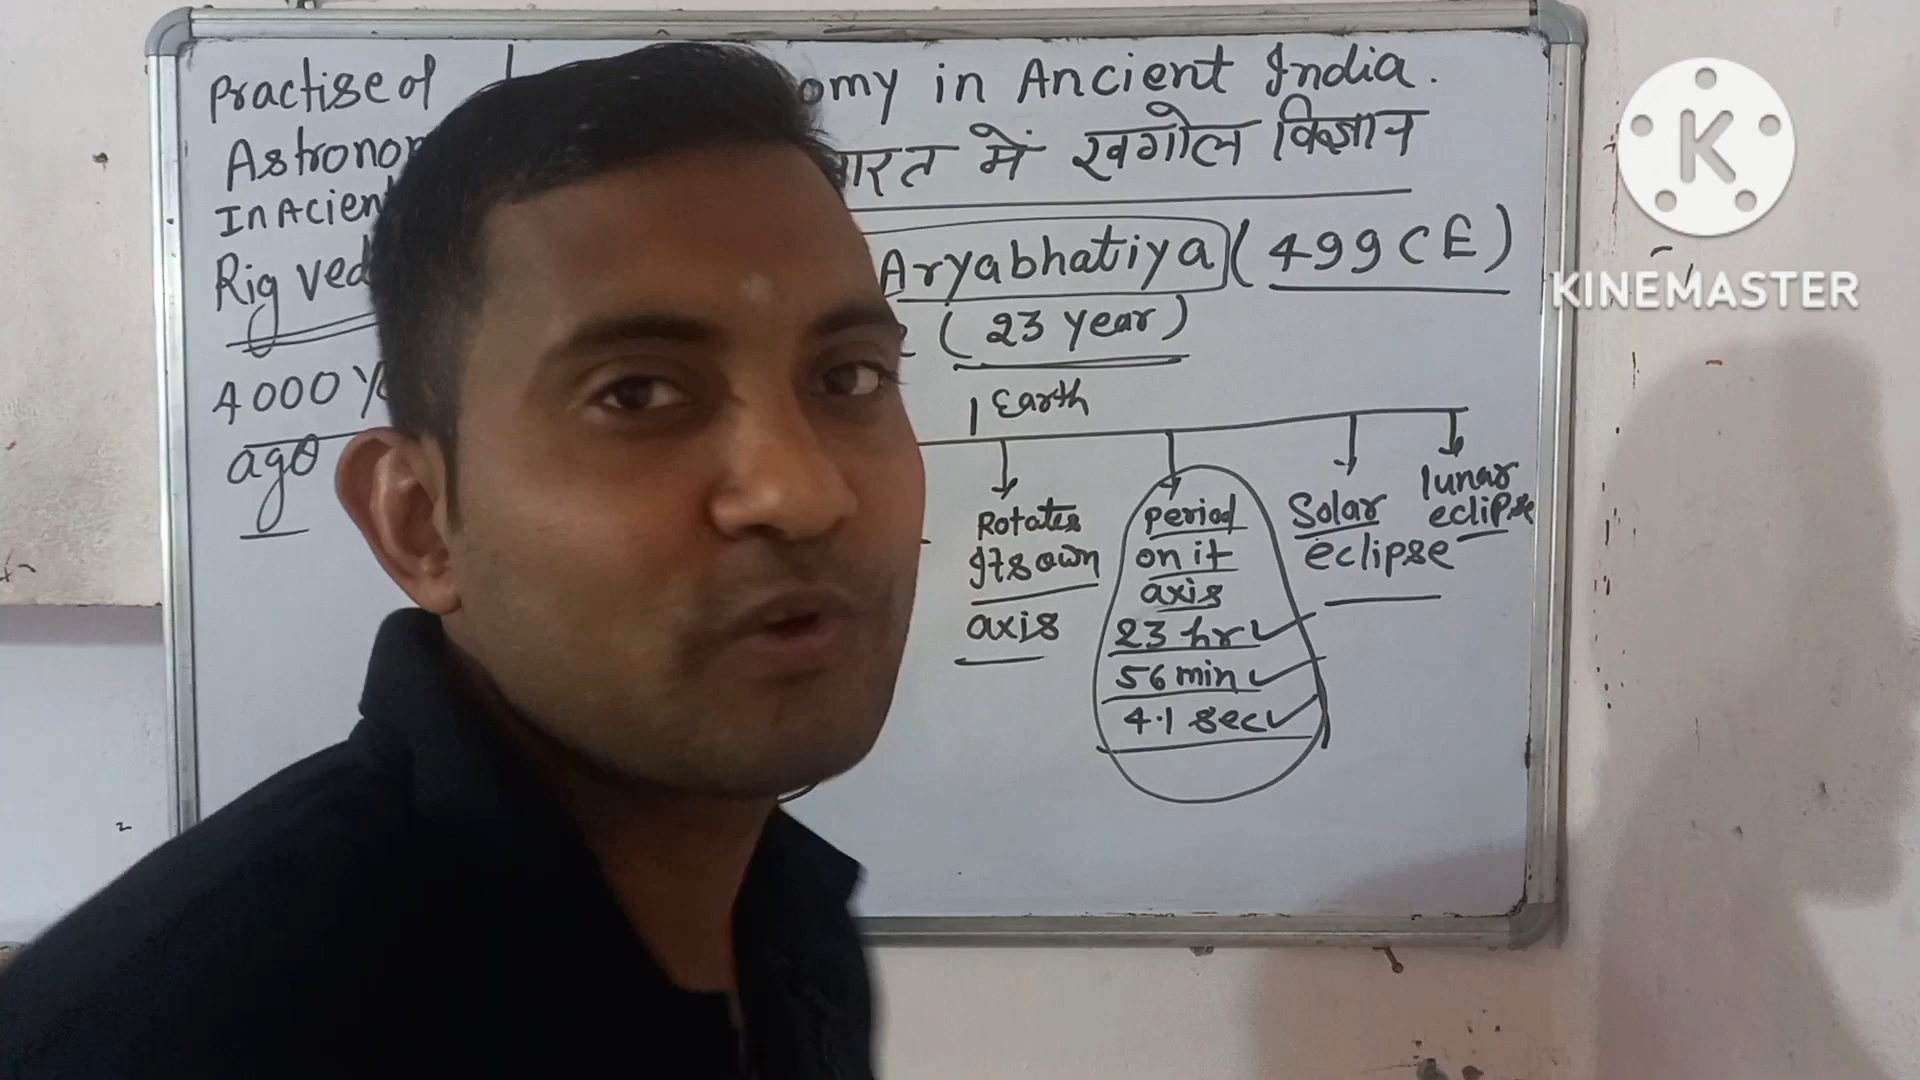 Practise of
omy in Ancient India.
भारत में खगोल विज्ञान
In Acient
Rig ved
Aryabhatiya (499 CE)
(23 year)
4000
ago
Earth
Rotates
Its own
axis
Period
on it
axis
23 hr
56 min
4.1 sec
Solar
eclipse
lunar
eclipse
K
KINEMASTER